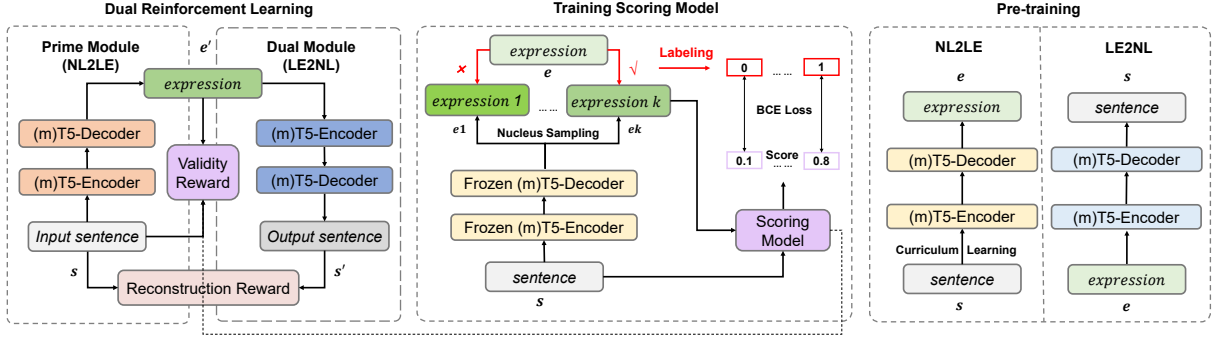 Dual Reinforcement Learning
Prime Module
(NL2LE)
e'
Dual Module
(LE2NL)
expression
(m)T5-Decoder
(m)T5-Encoder
Validity
Reward
(m)T5-Encoder
(m)T5-Decoder
Input sentence
Output sentence
s
s'
Reconstruction Reward
Training Scoring Model
expression
e
×
√
Labeling
0
... ...
1
expression 1
... ...
expression k
BCE Loss
e1
Nucleus Sampling
ek
Score
0.1
... ...
0.8
Frozen (m)T5-Decoder
Frozen (m)T5-Encoder
Scoring
Model
sentence
s
Pre-training
NL2LE
e
expression
(m)T5-Decoder
(m)T5-Encoder
Curriculum Learning
sentence
s
LE2NL
s
sentence
(m)T5-Decoder
(m)T5-Encoder
expression
e